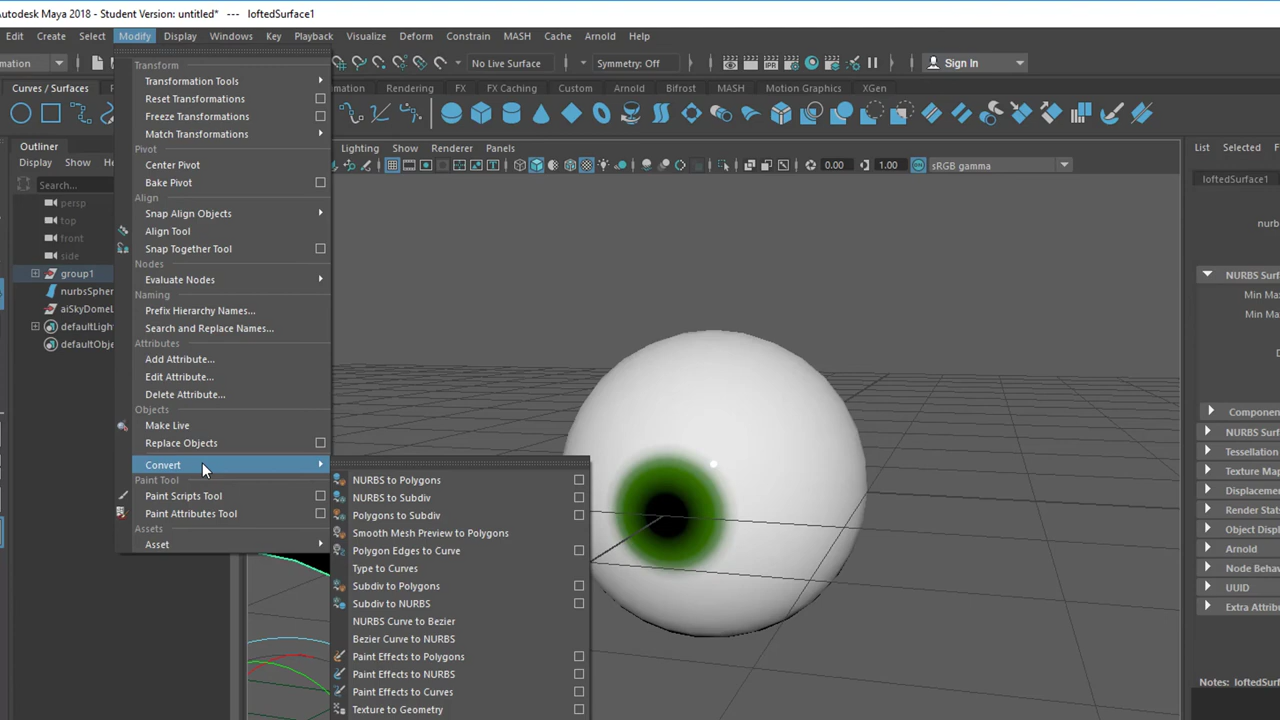 Autodesk Maya 2018 - Student Version: untitled* --- loftedSurface1
Edit Create Select Modify Display Windows Key Playback Visualize Deform Constrain MASH Cache Arnold Help
mation No Live Surface Symmetry: Off Sign In
Curves / Surfaces Rendering FX FX Caching Custom Arnold Bifrost MASH Motion Graphics XGen
Outliner Lighting Show Renderer Panels List Selected
Display Show 0.00 1.00 sRGB gamma
Search...
persp
top
front
side
group1
nurbsSpher
aiSkyDomeL
defaultLigh
defaultObje
Transform
Transformation Tools
Reset Transformations
Freeze Transformations
Match Transformations
Pivot
Center Pivot
Bake Pivot
Align
Snap Align Objects
Align Tool
Snap Together Tool
Nodes
Evaluate Nodes
Naming
Prefix Hierarchy Names...
Search and Replace Names...
Attributes
Add Attribute...
Edit Attribute...
Delete Attribute...
Objects
Make Live
Replace Objects
Convert
Paint Tool
Paint Scripts Tool
Paint Attributes Tool
Assets
Asset
NURBS to Polygons
NURBS to Subdiv
Polygons to Subdiv
Smooth Mesh Preview to Polygons
Polygon Edges to Curve
Type to Curves
Subdiv to Polygons
Subdiv to NURBS
NURBS Curve to Bezier
Bezier Curve to NURBS
Paint Effects to Polygons
Paint Effects to NURBS
Paint Effects to Curves
Texture to Geometry
loftedSurface1
nurbs
NURBS Surf
Min Max
Min Max
Componen
NURBS Surf
Tessellation
Texture Map
Displacemen
Render Stat
Object Displ
Arnold
Node Behav
UUID
Extra Attribu
Notes: loftedSurfac